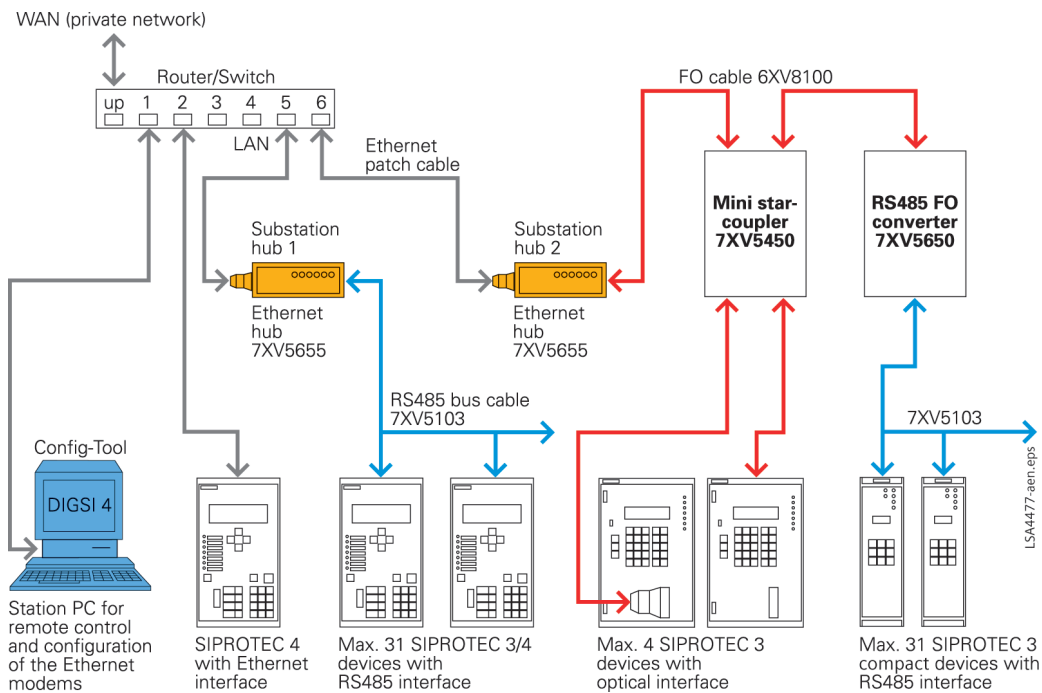 WAN (private network)
Router/Switch
up 1 2 3 4 5 6
LAN
Ethernet
patch cable
FO cable 6XV8100
Mini star-
coupler
7XV5450
RS485 FO
converter
7XV5650
Substation
hub 1
Ethernet
hub
7XV5655
Substation
hub 2
Ethernet
hub
7XV5655
RS485 bus cable
7XV5103
7XV5103
Config-Tool
DIGSI 4
Station PC for
remote control
and configuration
of the Ethernet
modems
SIPROTEC 4
with Ethernet
interface
Max. 31 SIPROTEC 3/4
devices with
RS485 interface
Max. 4 SIPROTEC 3
devices with
optical interface
Max. 31 SIPROTEC 3
compact devices with
RS485 interface
LSA4477-aen.eps